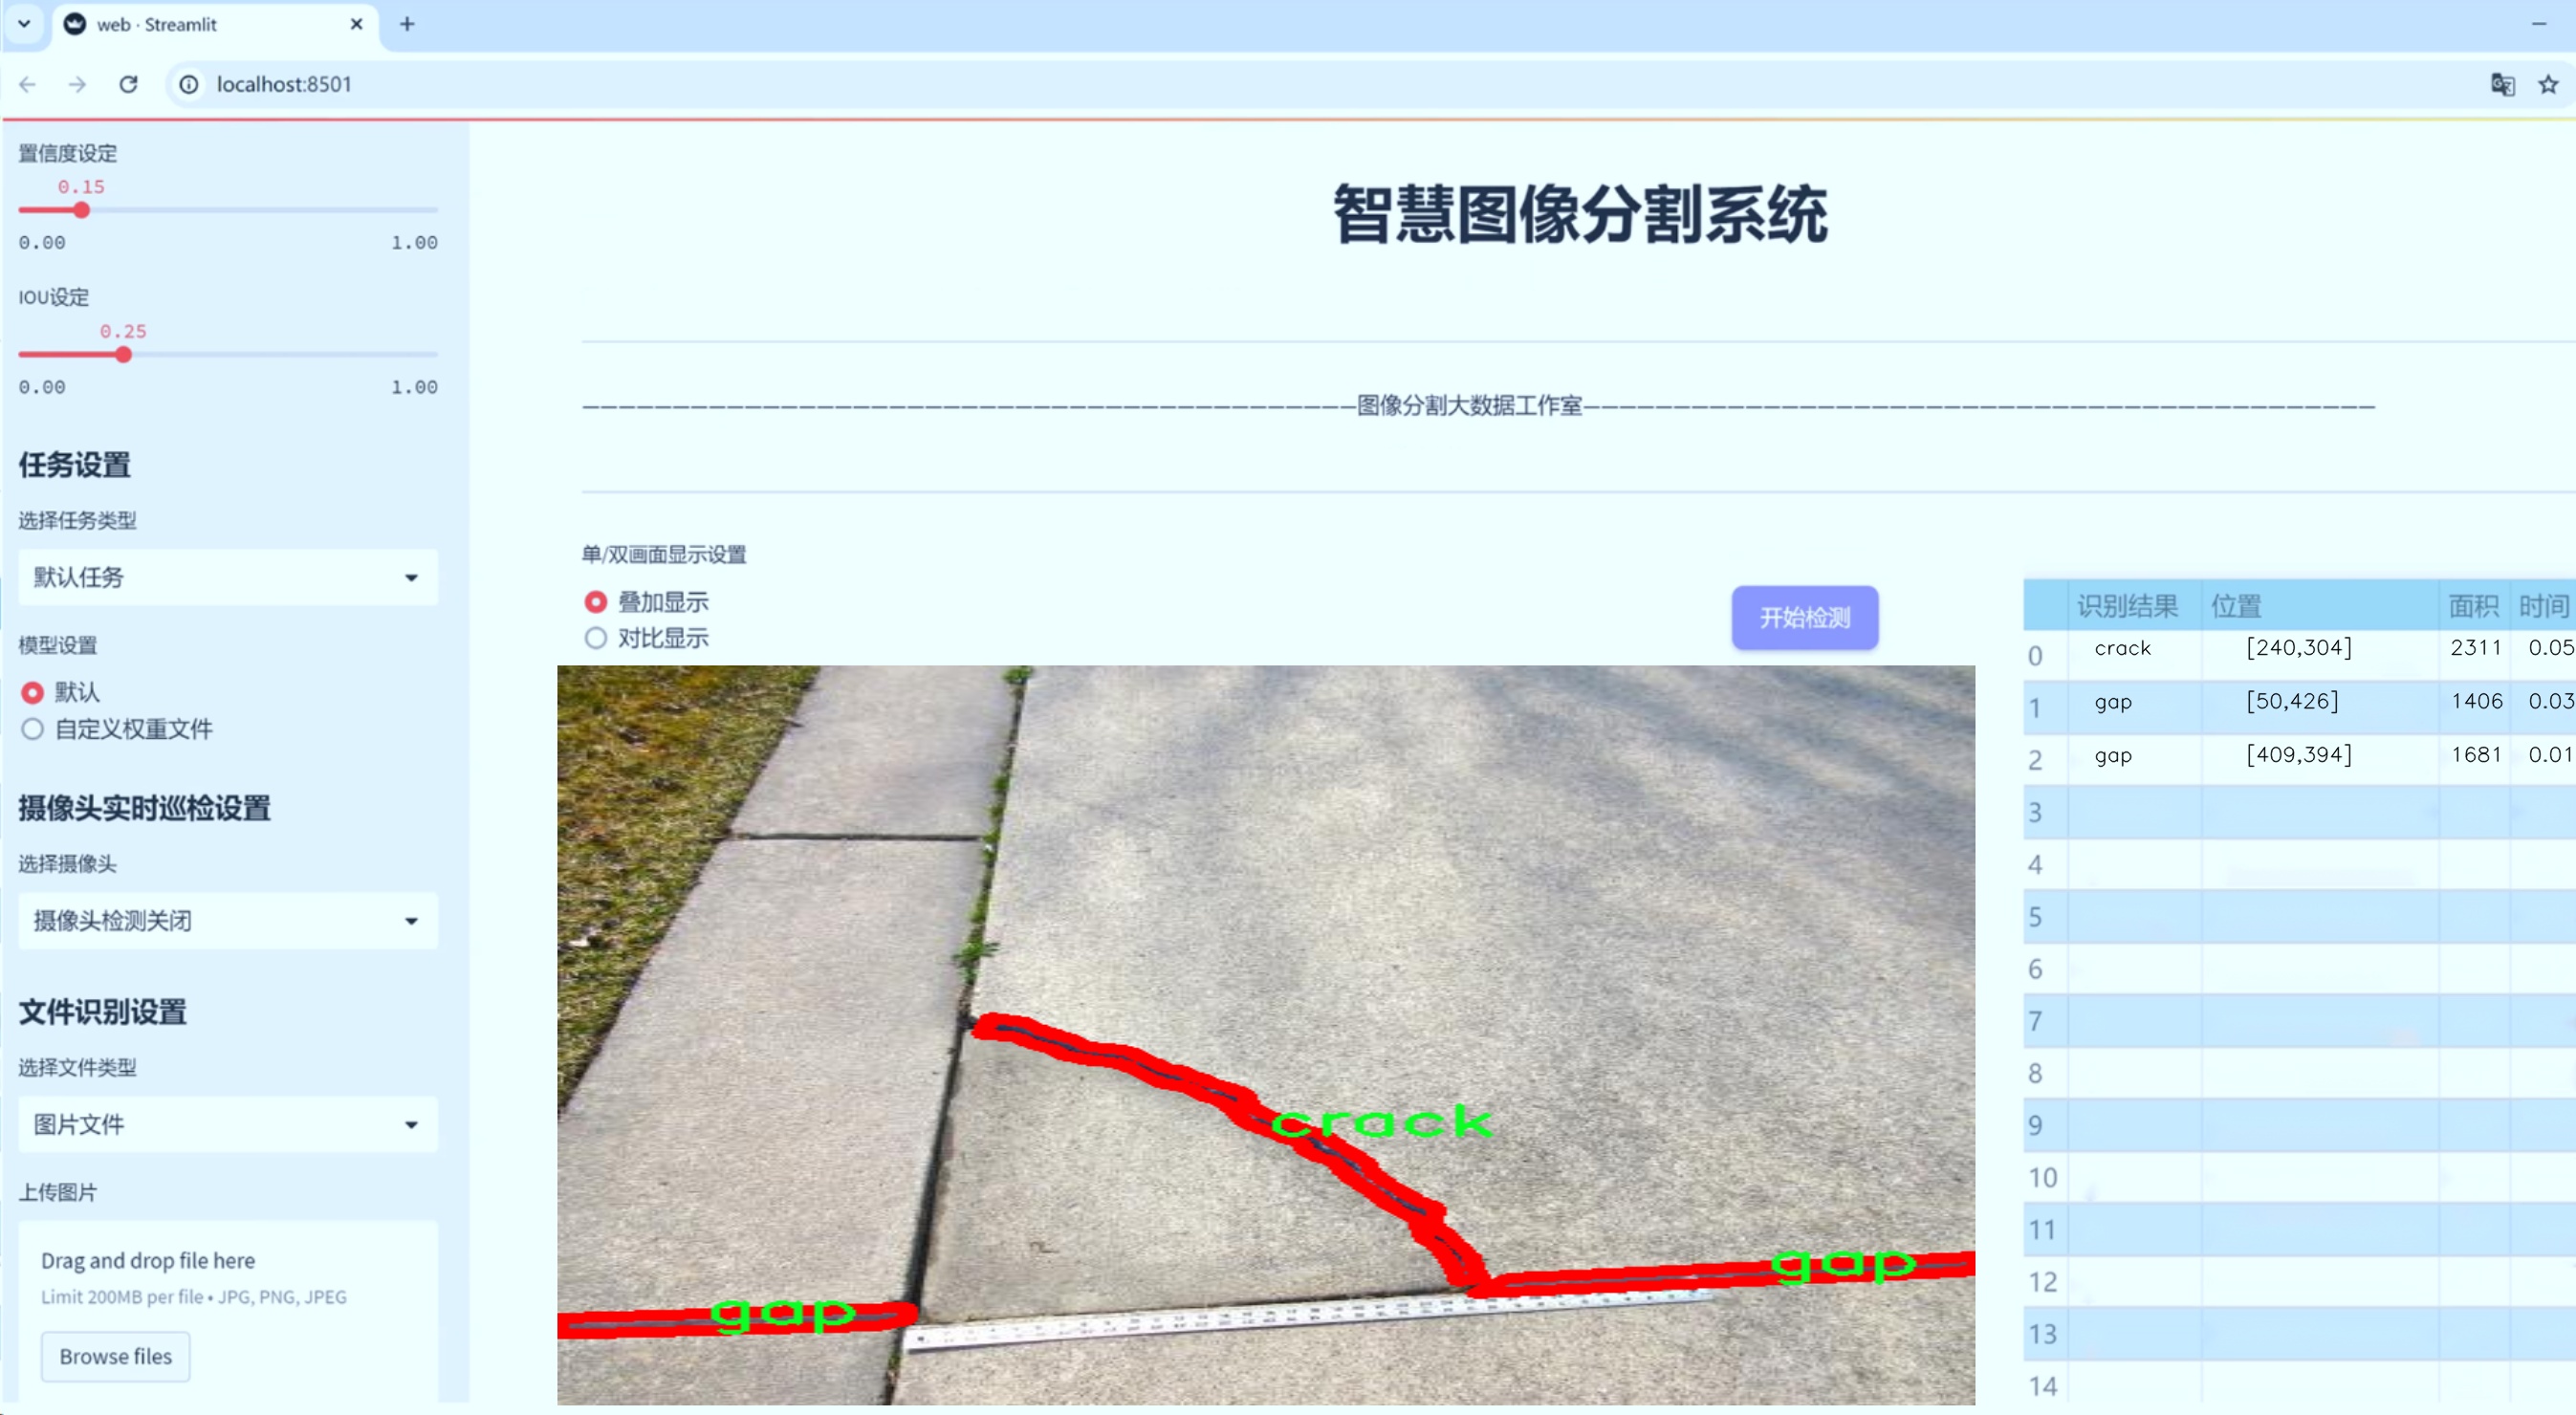 web · Streamlit
localhost:8501
置信度设定
0.15
0.00 1.00
IOU设定
0.25
0.00 1.00
任务设置
选择任务类型
默认任务
模型设置
默认
自定义权重文件
摄像头实时巡检设置
选择摄像头
摄像头检测关闭
文件识别设置
选择文件类型
图片文件
上传图片
Drag and drop file here
Limit 200MB per file • JPG, PNG, JPEG
Browse files
智慧图像分割系统
———————————————————————————————————————————图像分割大数据工作室————————————————————————————————————————————
单/双画面显示设置
叠加显示
对比显示
开始检测
crack
gap
gap
识别结果 位置 面积 时间
0 crack [240,304] 2311 0.05
1 gap [50,426] 1406 0.03
2 gap [409,394] 1681 0.01
3
4
5
6
7
8
9
10
11
12
13
14